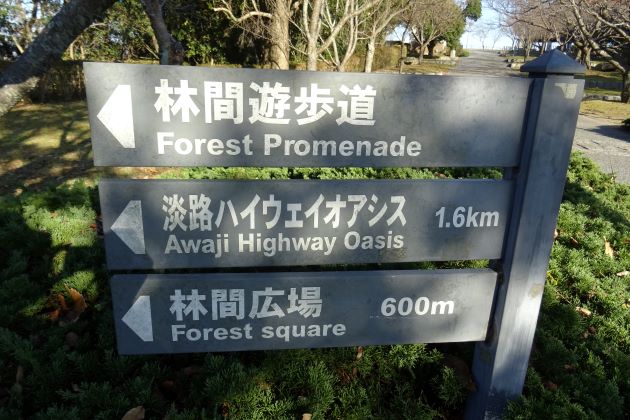 林間遊歩道
Forest Promenade
淡路ハイウェイオアシス 1.6km
Awaji Highway Oasis
林間広場 600m
Forest square